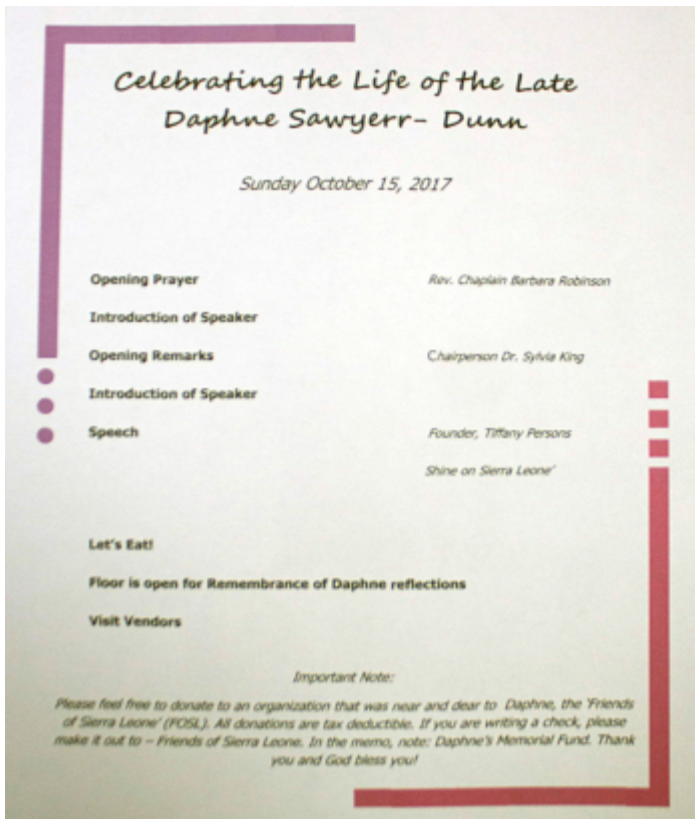 Celebrating the Life of the Late
Daphne Sawyerr- Dunn
Sunday October 15, 2017
Opening Prayer Rev. Chaplain Barbara Robinson
Introduction of Speaker
Opening Remarks Chairperson Dr. Sylvia King
Introduction of Speaker
Speech Founder, Tiffany Persons
Shine on Sierra Leone'
Let's Eat!
Floor is open for Remembrance of Daphne reflections
Visit Vendors
Important Note:
Please feel free to donate to an organization that was near and dear to Daphne, the 'Friends
of Sierra Leone' (FOSL). All donations are tax deductible. If you are writing a check, please
make it out to – Friends of Sierra Leone. In the memo, note: Daphne's Memorial Fund. Thank
you and God bless you!